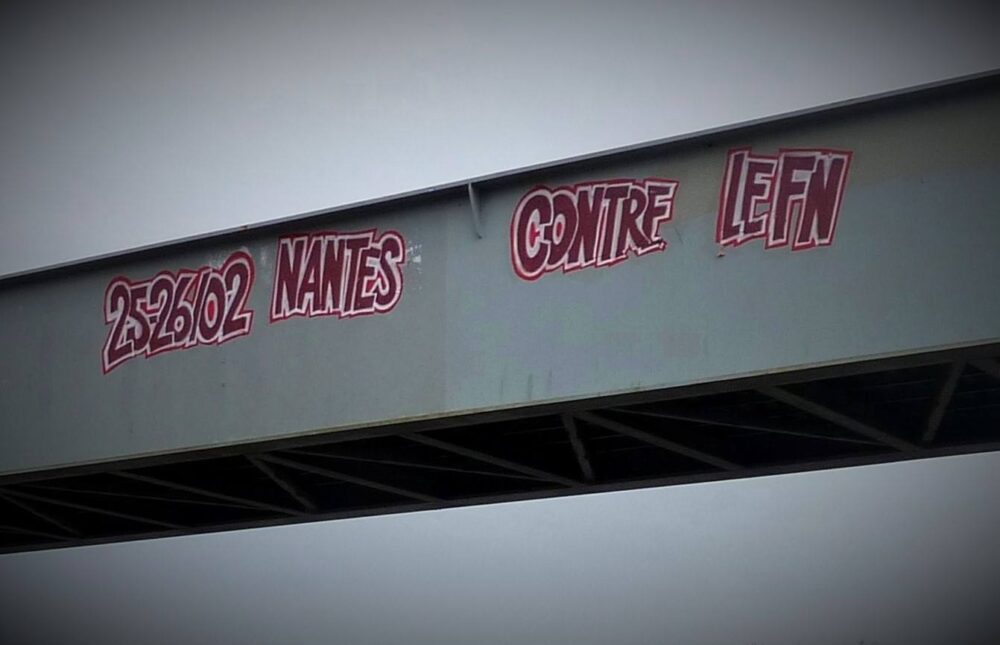 25-26/02 NANTES CONTRE LE FN